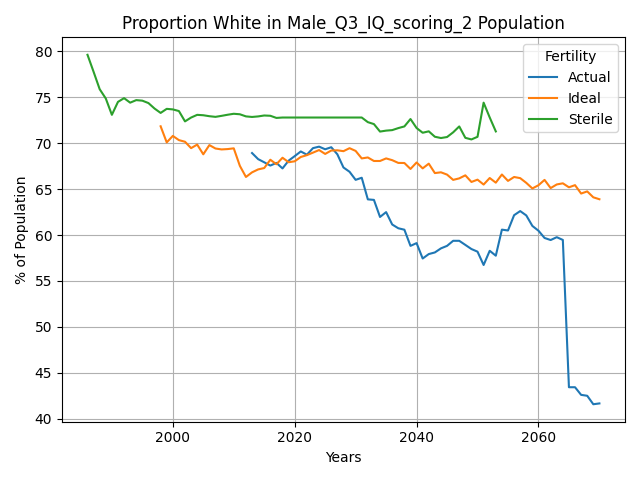 Proportion White in Male_Q3_IQ_scoring_2 Population
Fertility
Actual
Ideal
Sterile
% of Population
80
75
70
65
60
55
50
45
40
2000
2020
2040
2060
Years